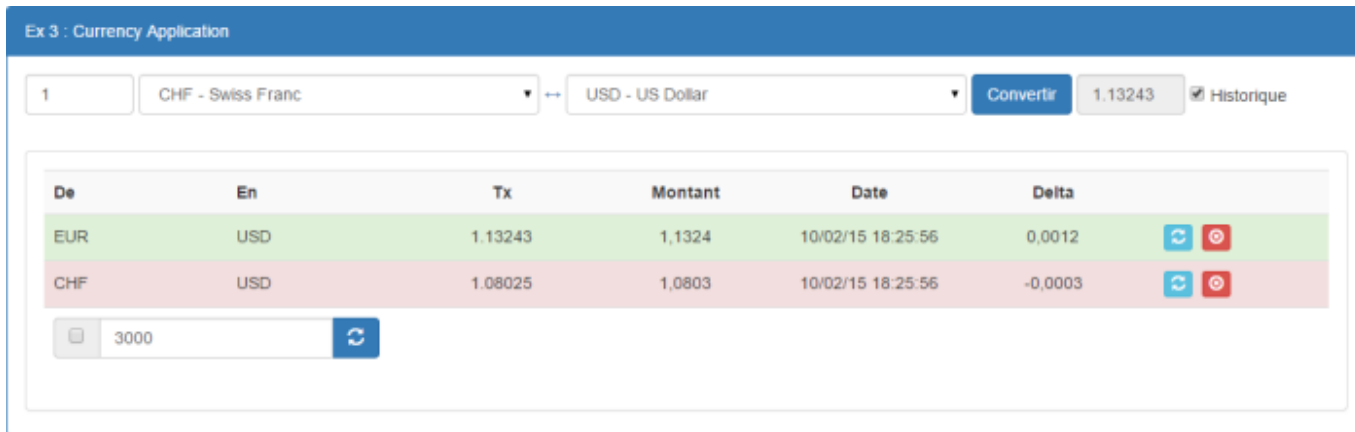 Ex 3 : Currency Application
1 CHF - Swiss Franc ↔ USD - US Dollar Convertir 1.13243 Historique
De En Tx Montant Date Delta
EUR USD 1.13243 1,1324 10/02/15 18:25:56 0,0012
CHF USD 1.08025 1,0803 10/02/15 18:25:56 -0,0003
3000